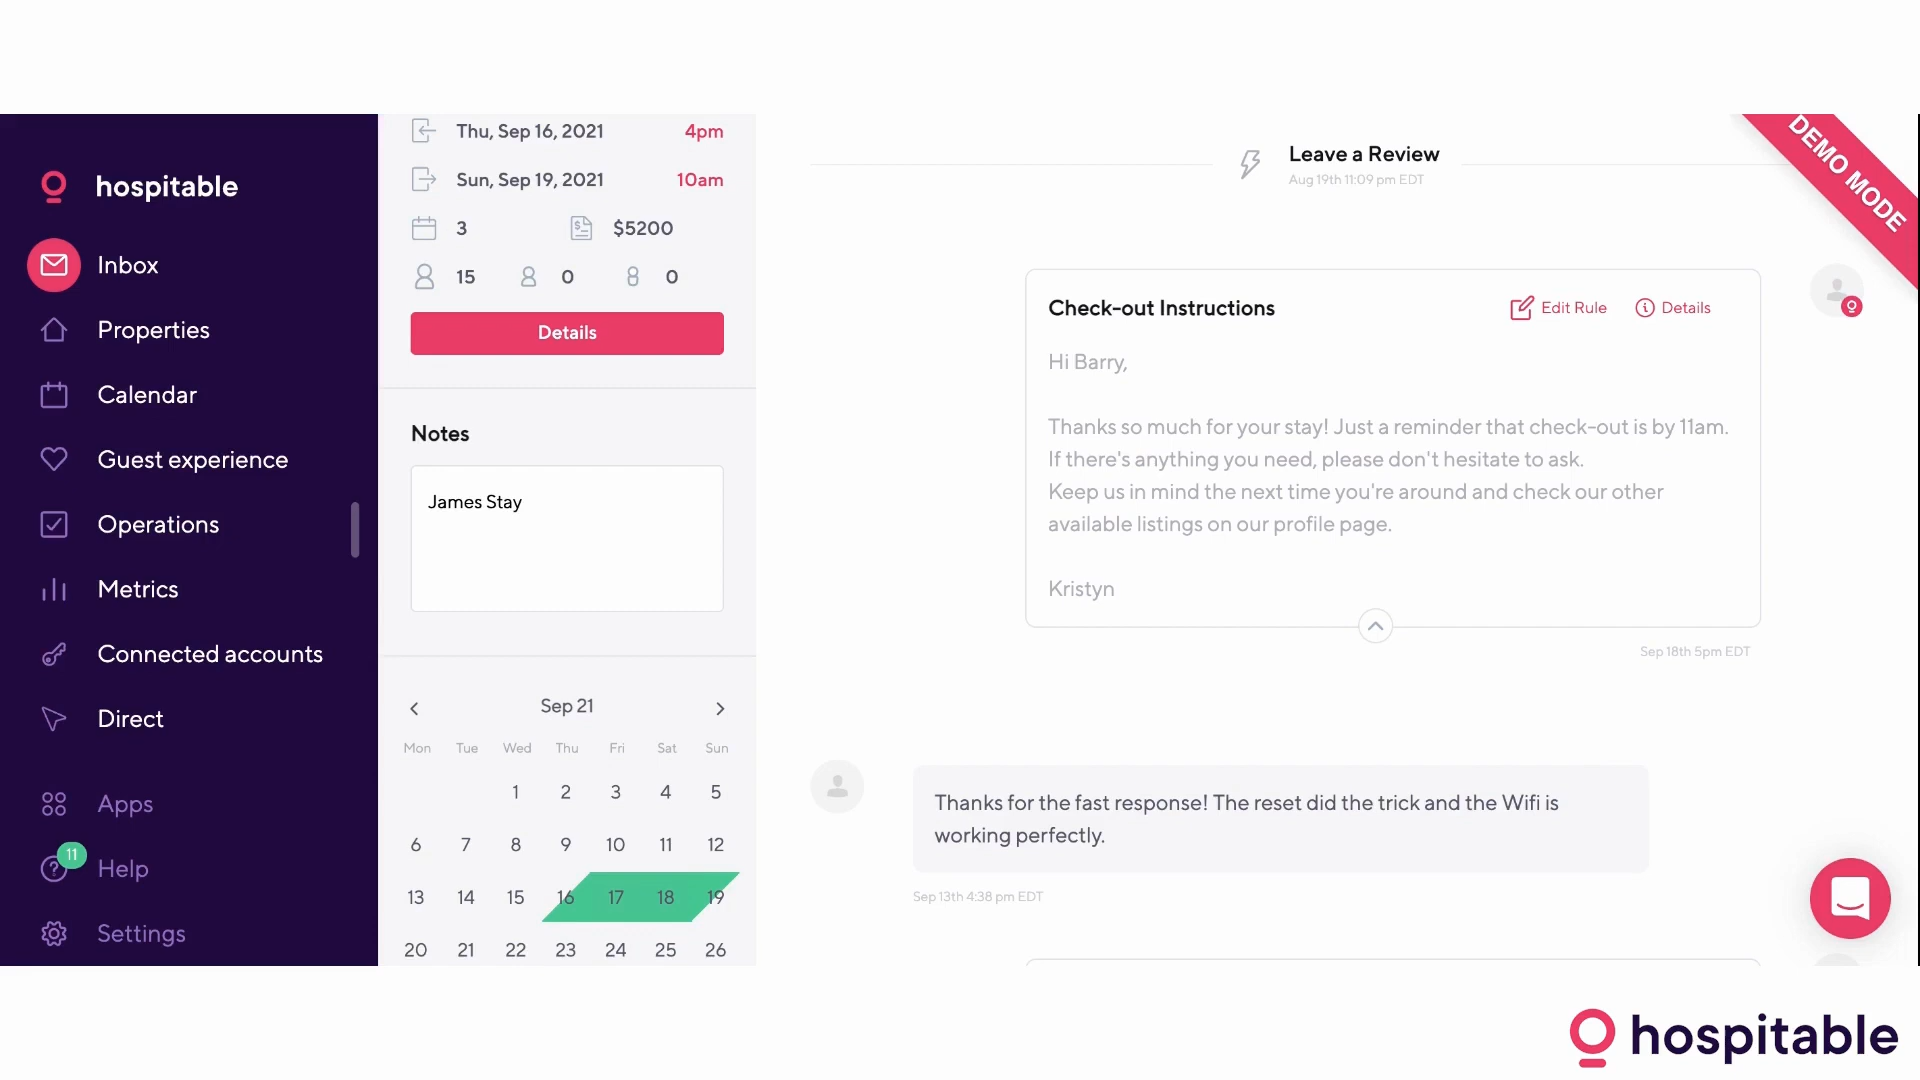 hospitable
Inbox
Properties
Calendar
Guest experience
Operations
Metrics
Connected accounts
Direct
Apps
11
Help
Settings
Thu, Sep 16, 2021 4pm
Sun, Sep 19, 2021 10am
3 $5200
15 0 0
Details
Notes
James Stay
Sep 21
Mon Tue Wed Thu Fri Sat Sun
1 2 3 4 5
6 7 8 9 10 11 12
13 14 15 16 17 18 19
20 21 22 23 24 25 26
Leave a Review
Aug 19th 11:09 pm EDT
DEMO MODE
Check-out Instructions Edit Rule Details
Hi Barry,
Thanks so much for your stay! Just a reminder that check-out is by 11am.
If there's anything you need, please don't hesitate to ask.
Keep us in mind the next time you're around and check our other
available listings on our profile page.
Kristyn
Sep 18th 5pm EDT
Thanks for the fast response! The reset did the trick and the Wifi is
working perfectly.
Sep 13th 4:38 pm EDT
hospitable